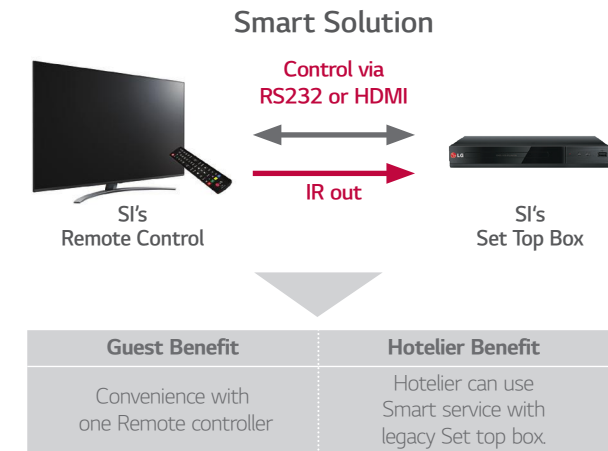 Smart Solution
Control via
RS232 or HDMI
IR out
LG
SI's
Remote Control
SI's
Set Top Box
Guest Benefit
Hotelier Benefit
Convenience with
one Remote controller
Hotelier can use
Smart service with
legacy Set top box.